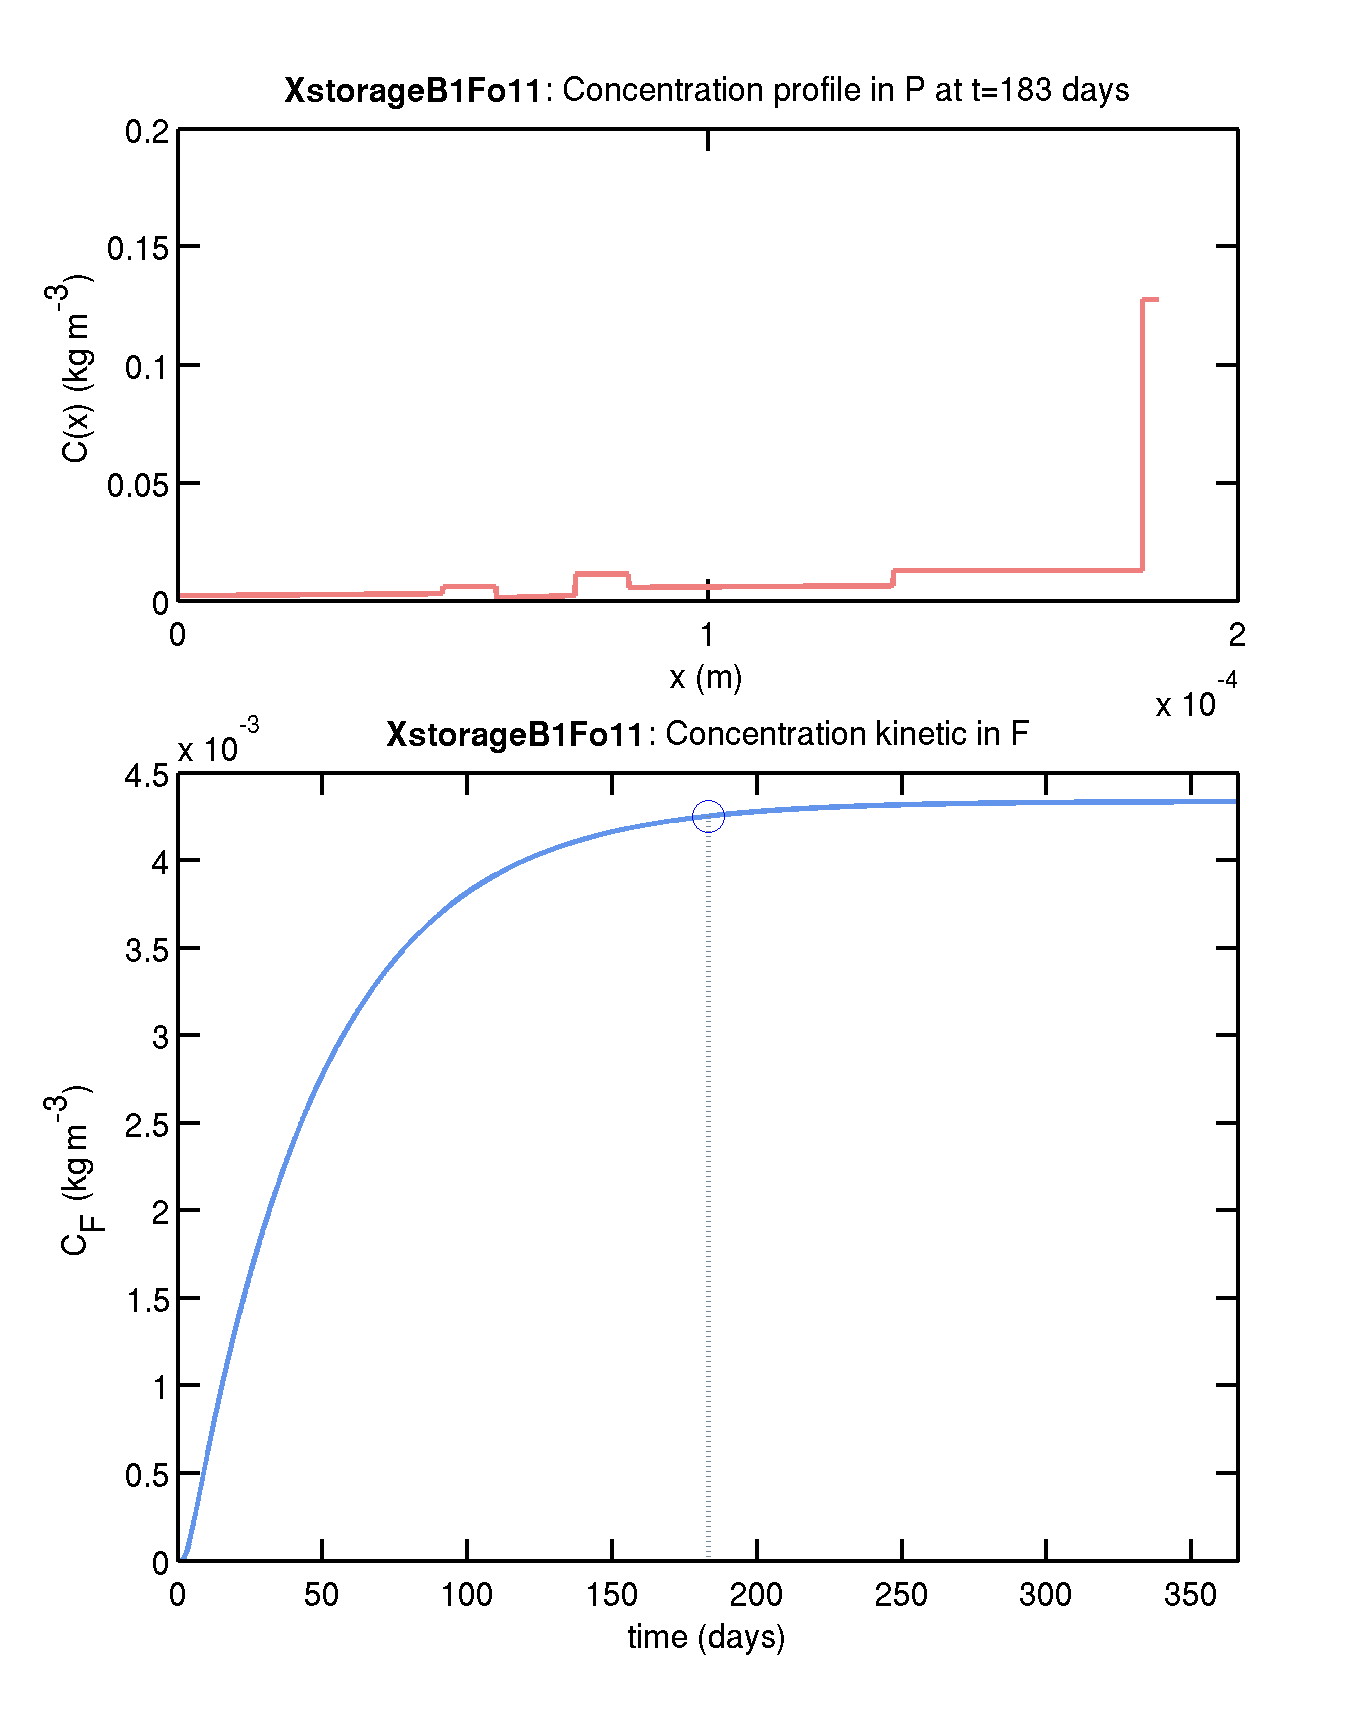 XstorageB1Fo11: Concentration profile in P at t=183 days
0.2
0.15
0.1
0.05
0
C(x) (kg m-3)
0 1 2
x (m)
x 10-4
XstorageB1Fo11: Concentration kinetic in F
x 10-3
4.5
4
3.5
3
2.5
2
1.5
1
0.5
0
CF (kg m-3)
0 50 100 150 200 250 300 350
time (days)